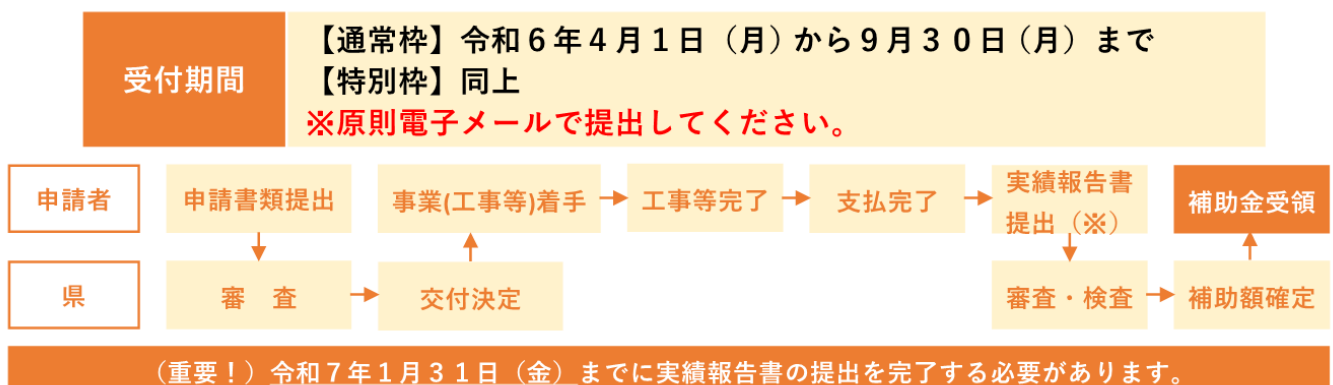 受付期間
【通常枠】令和６年４月１日（月）から９月３０日（月）まで
【特別枠】同上
※原則電子メールで提出してください。
申請者
申請書類提出
事業(工事等)着手
工事等完了
支払完了
実績報告書
提出（※）
補助金受領
県
審　査
交付決定
審査・検査
補助額確定
（重要！）令和７年１月３１日（金）までに実績報告書の提出を完了する必要があります。